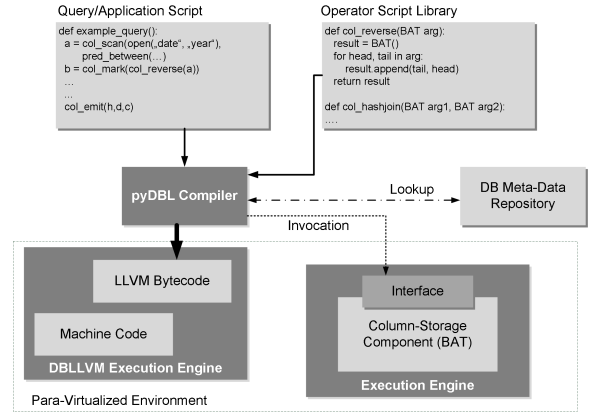 Query/Application Script
def example_query():
a = col_scan(open(„date“, „year“),
pred_between(…)
b = col_mark(col_reverse(a))
…
…
col_emit(h,d,c)
Operator Script Library
def col_reverse(BAT arg):
result = BAT()
for head, tail in arg:
result.append(tail, head)
return result
def col_hashjoin(BAT arg1, BAT arg2):
….
pyDBL Compiler
Lookup
DB Meta-Data
Repository
Invocation
LLVM Bytecode
Machine Code
DBLLVM Execution Engine
Interface
Column-Storage
Component (BAT)
Execution Engine
Para-Virtualized Environment